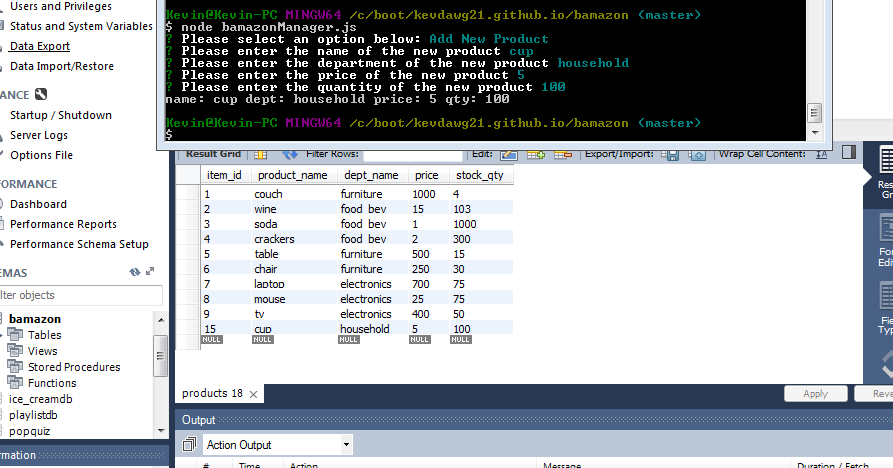 Users and Privileges
Status and System Variables
Data Export
Data Import/Restore
ANCE
Startup / Shutdown
Server Logs
Options File
FORMANCE
Dashboard
Performance Reports
Performance Schema Setup
EMAS
lter objects
bamazon
Tables
Views
Stored Procedures
Functions
ice_creamdb
playlistdb
popquiz
rmation
Kevin@Kevin-PC MINGW64 /c/boot/kevdawg21.github.io/bamazon (master)
$ node bamazonManager.js
? Please select an option below: Add New Product
? Please enter the name of the new product cup
? Please enter the department of the new product household
? Please enter the price of the new product 5
? Please enter the quantity of the new product 100
name: cup dept: household price: 5 qty: 100
Kevin@Kevin-PC MINGW64 /c/boot/kevdawg21.github.io/bamazon (master)
$
Result Grid Filter Rows: Edit: Export/Import: Wrap Cell Content: IA
item_id product_name dept_name price stock_qty
1 couch furniture 1000 4
2 wine food bev 15 103
3 soda food bev 1 1000
4 crackers food bev 2 300
5 table furniture 500 15
6 chair furniture 250 30
7 laptop electronics 700 75
8 mouse electronics 25 75
9 tv electronics 400 50
15 cup household 5 100
NULL NULL NULL NULL NULL
Res
Gr
For
Edi
Fie
Typ
products 18
Apply Reve
Output
Action Output
# Time Action Message Duration / Fetch